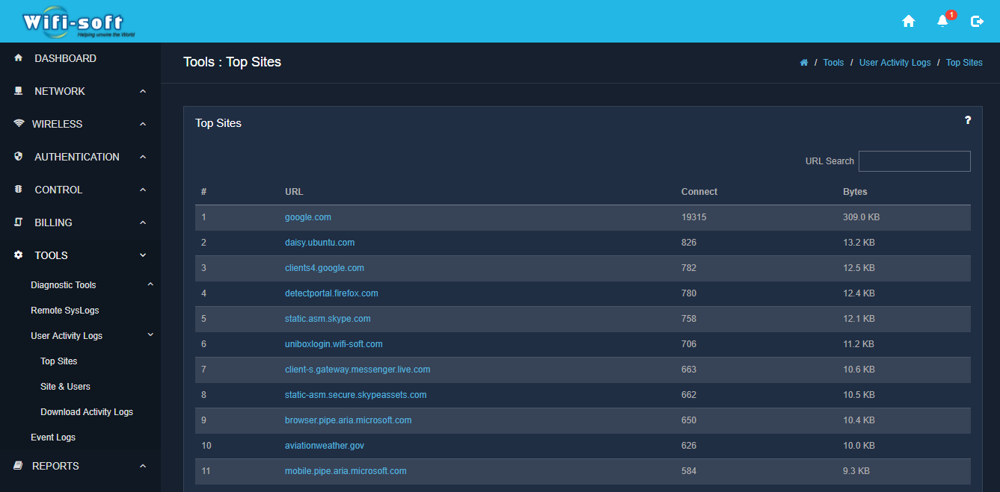 Wifi-soft
Helping unwire the World
1
DASHBOARD
NETWORK
WIRELESS
AUTHENTICATION
CONTROL
BILLING
TOOLS
Diagnostic Tools
Remote SysLogs
User Activity Logs
Top Sites
Site & Users
Download Activity Logs
Event Logs
REPORTS
Tools : Top Sites
/ Tools / User Activity Logs / Top Sites
Top Sites ?
URL Search
# URL Connect Bytes
1 google.com 19315 309.0 KB
2 daisy.ubuntu.com 826 13.2 KB
3 clients4.google.com 782 12.5 KB
4 detectportal.firefox.com 780 12.4 KB
5 static.asm.skype.com 758 12.1 KB
6 uniboxlogin.wifi-soft.com 706 11.2 KB
7 client-s.gateway.messenger.live.com 663 10.6 KB
8 static-asm.secure.skypeassets.com 662 10.5 KB
9 browser.pipe.aria.microsoft.com 650 10.4 KB
10 aviationweather.gov 626 10.0 KB
11 mobile.pipe.aria.microsoft.com 584 9.3 KB